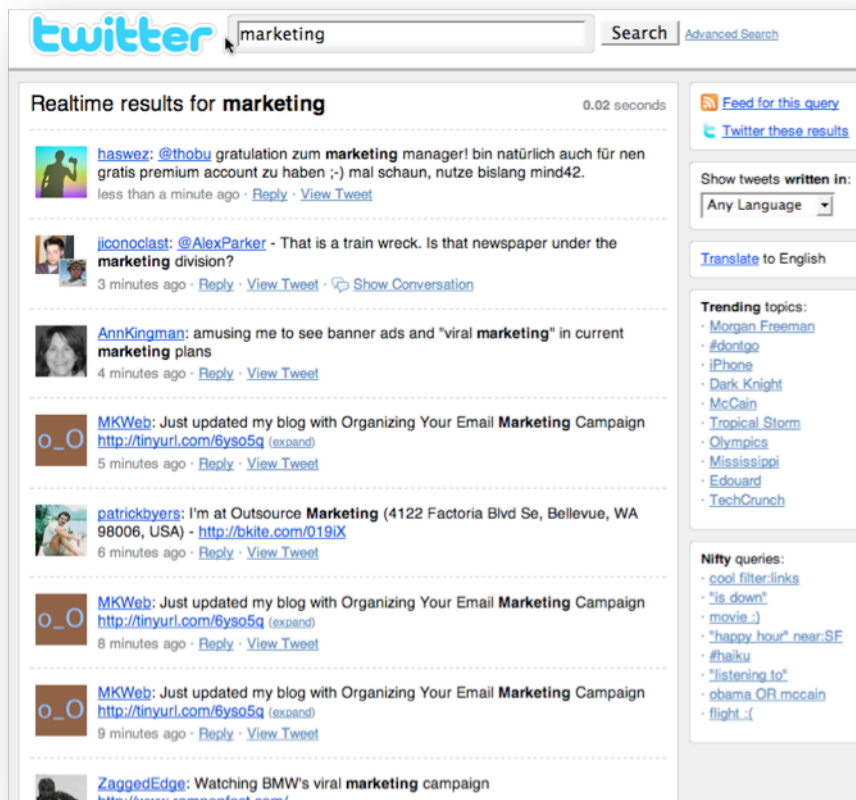 twitter
marketing
Search
Advanced Search
Realtime results for marketing
0.02 seconds
haswez: @thobu gratulation zum marketing manager! bin natürlich auch für nen
gratis premium account zu haben ;-) mal schaun, nutze bislang mind42.
less than a minute ago · Reply · View Tweet
jiconoclast: @AlexParker - That is a train wreck. Is that newspaper under the
marketing division?
3 minutes ago · Reply · View Tweet · Show Conversation
AnnKingman: amusing me to see banner ads and "viral marketing" in current
marketing plans
4 minutes ago · Reply · View Tweet
o_O
MKWeb: Just updated my blog with Organizing Your Email Marketing Campaign
http://tinyurl.com/6yso5q (expand)
5 minutes ago · Reply · View Tweet
patrickbyers: I'm at Outsource Marketing (4122 Factoria Blvd Se, Bellevue, WA
98006, USA) - http://bkite.com/019iX
6 minutes ago · Reply · View Tweet
o_O
MKWeb: Just updated my blog with Organizing Your Email Marketing Campaign
http://tinyurl.com/6yso5q (expand)
8 minutes ago · Reply · View Tweet
o_O
MKWeb: Just updated my blog with Organizing Your Email Marketing Campaign
http://tinyurl.com/6yso5q (expand)
9 minutes ago · Reply · View Tweet
ZaggedEdge: Watching BMW's viral marketing campaign
Feed for this query
Twitter these results
Show tweets written in:
Any Language
Translate to English
Trending topics:
· Morgan Freeman
· #dontgo
· iPhone
· Dark Knight
· McCain
· Tropical Storm
· Olympics
· Mississippi
· Edouard
· TechCrunch
Nifty queries:
· cool filter:links
· "is down"
· movie :)
· "happy hour" near:SF
· #haiku
· "listening to"
· obama OR mccain
· flight :(